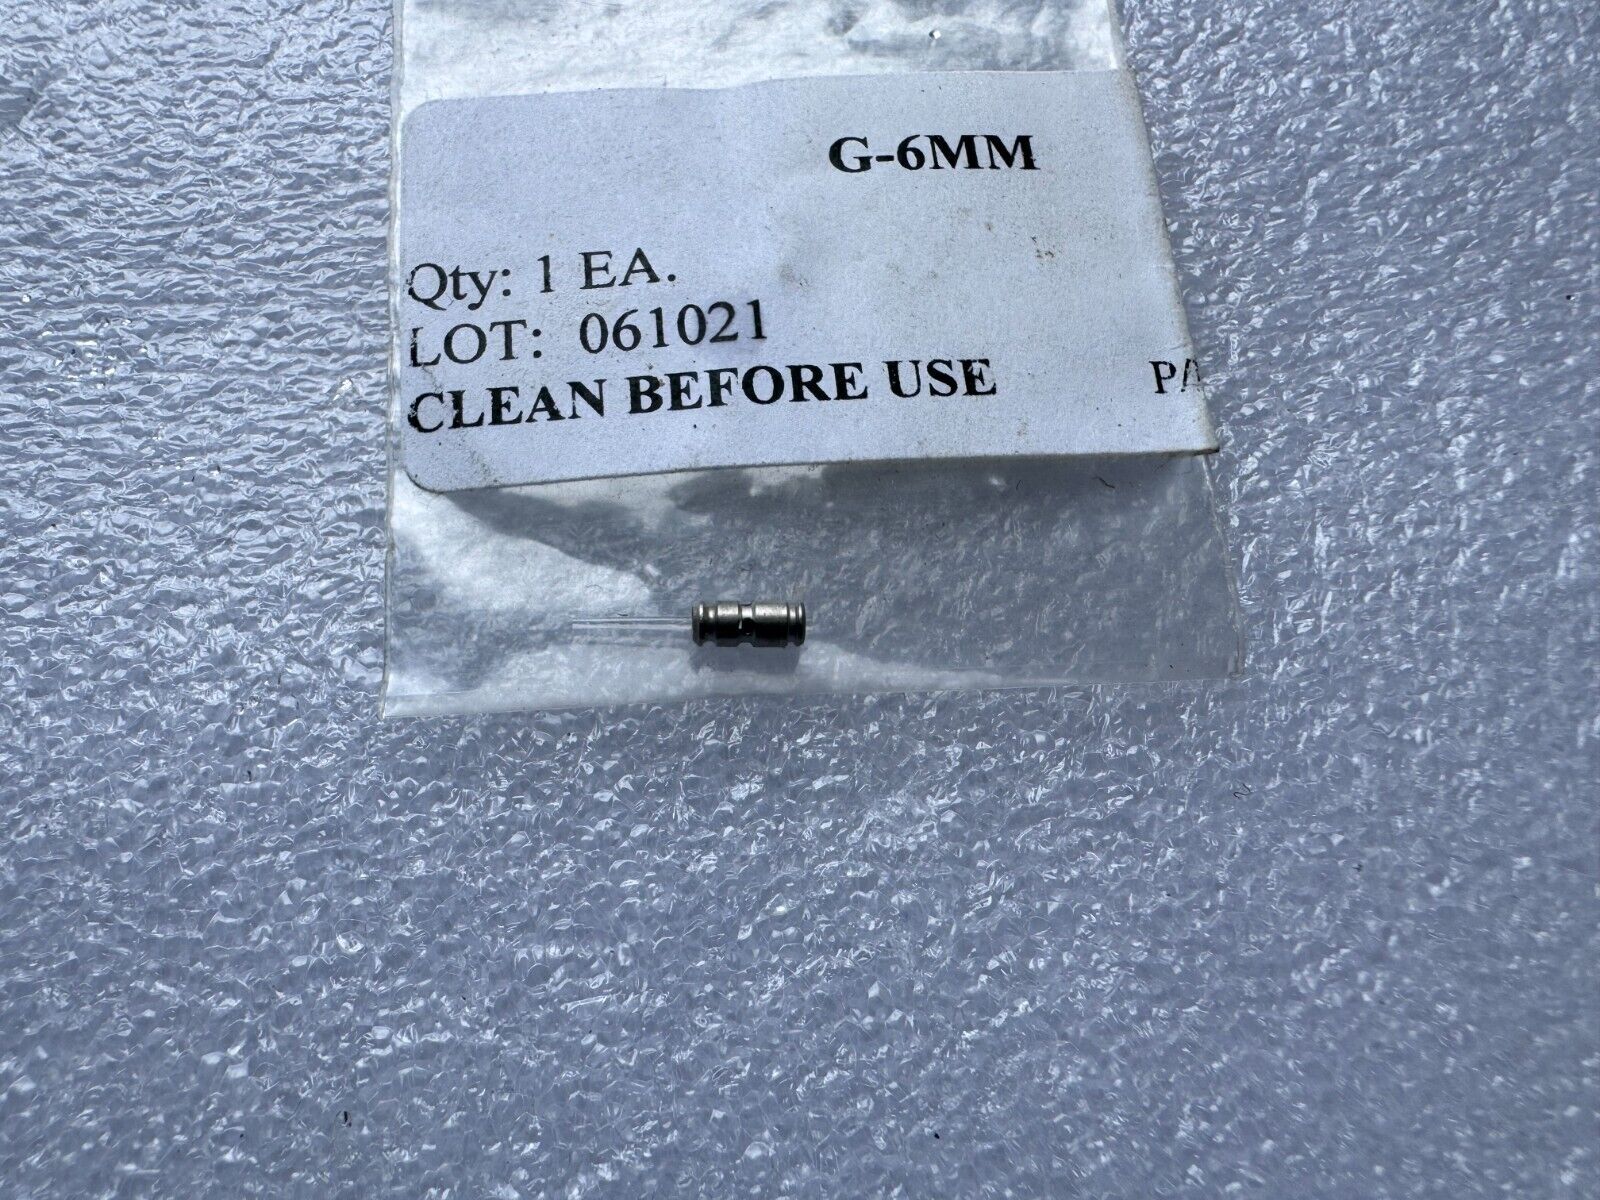 G-6MM
Qty: 1 EA.
LOT: 061021
CLEAN BEFORE USE